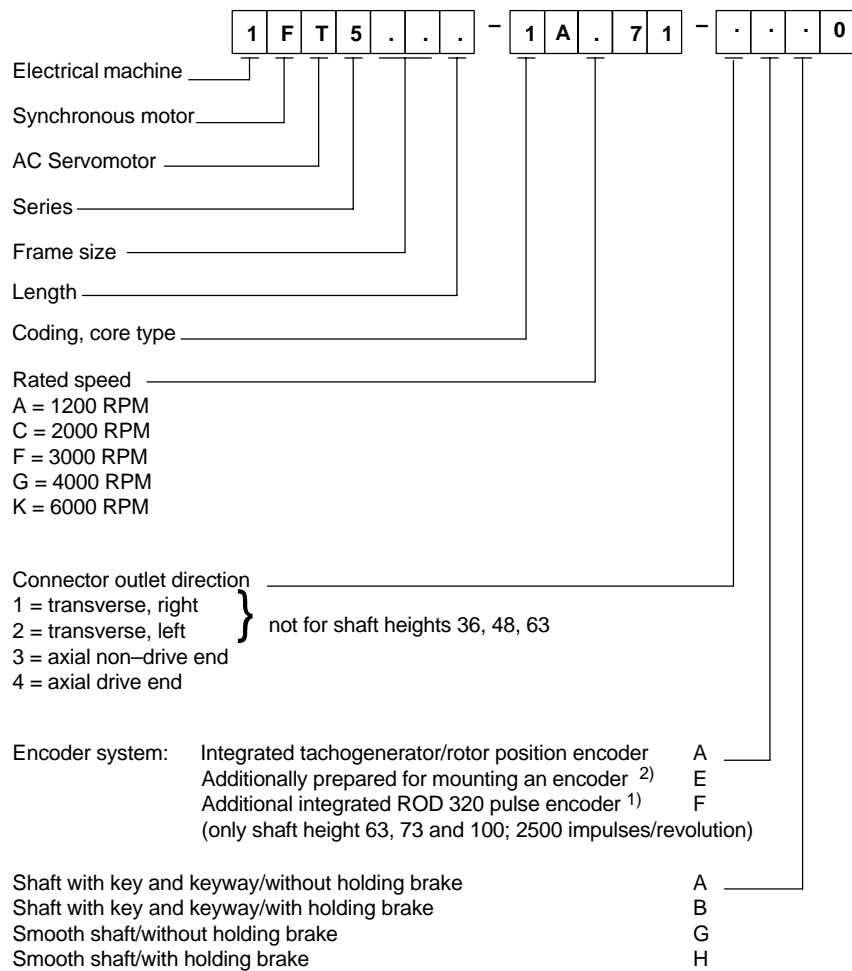 1 F T 5 . . . – 1 A . 7 1 – . . . 0
Electrical machine
Synchronous motor
AC Servomotor
Series
Frame size
Length
Coding, core type
Rated speed
A = 1200 RPM
C = 2000 RPM
F = 3000 RPM
G = 4000 RPM
K = 6000 RPM
Connector outlet direction
1 = transverse, right
2 = transverse, left
} not for shaft heights 36, 48, 63
3 = axial non–drive end
4 = axial drive end
Encoder system: Integrated tachogenerator/rotor position encoder A
Additionally prepared for mounting an encoder 2) E
Additional integrated ROD 320 pulse encoder 1) F
(only shaft height 63, 73 and 100; 2500 impulses/revolution)
Shaft with key and keyway/without holding brake A
Shaft with key and keyway/with holding brake B
Smooth shaft/without holding brake G
Smooth shaft/with holding brake H